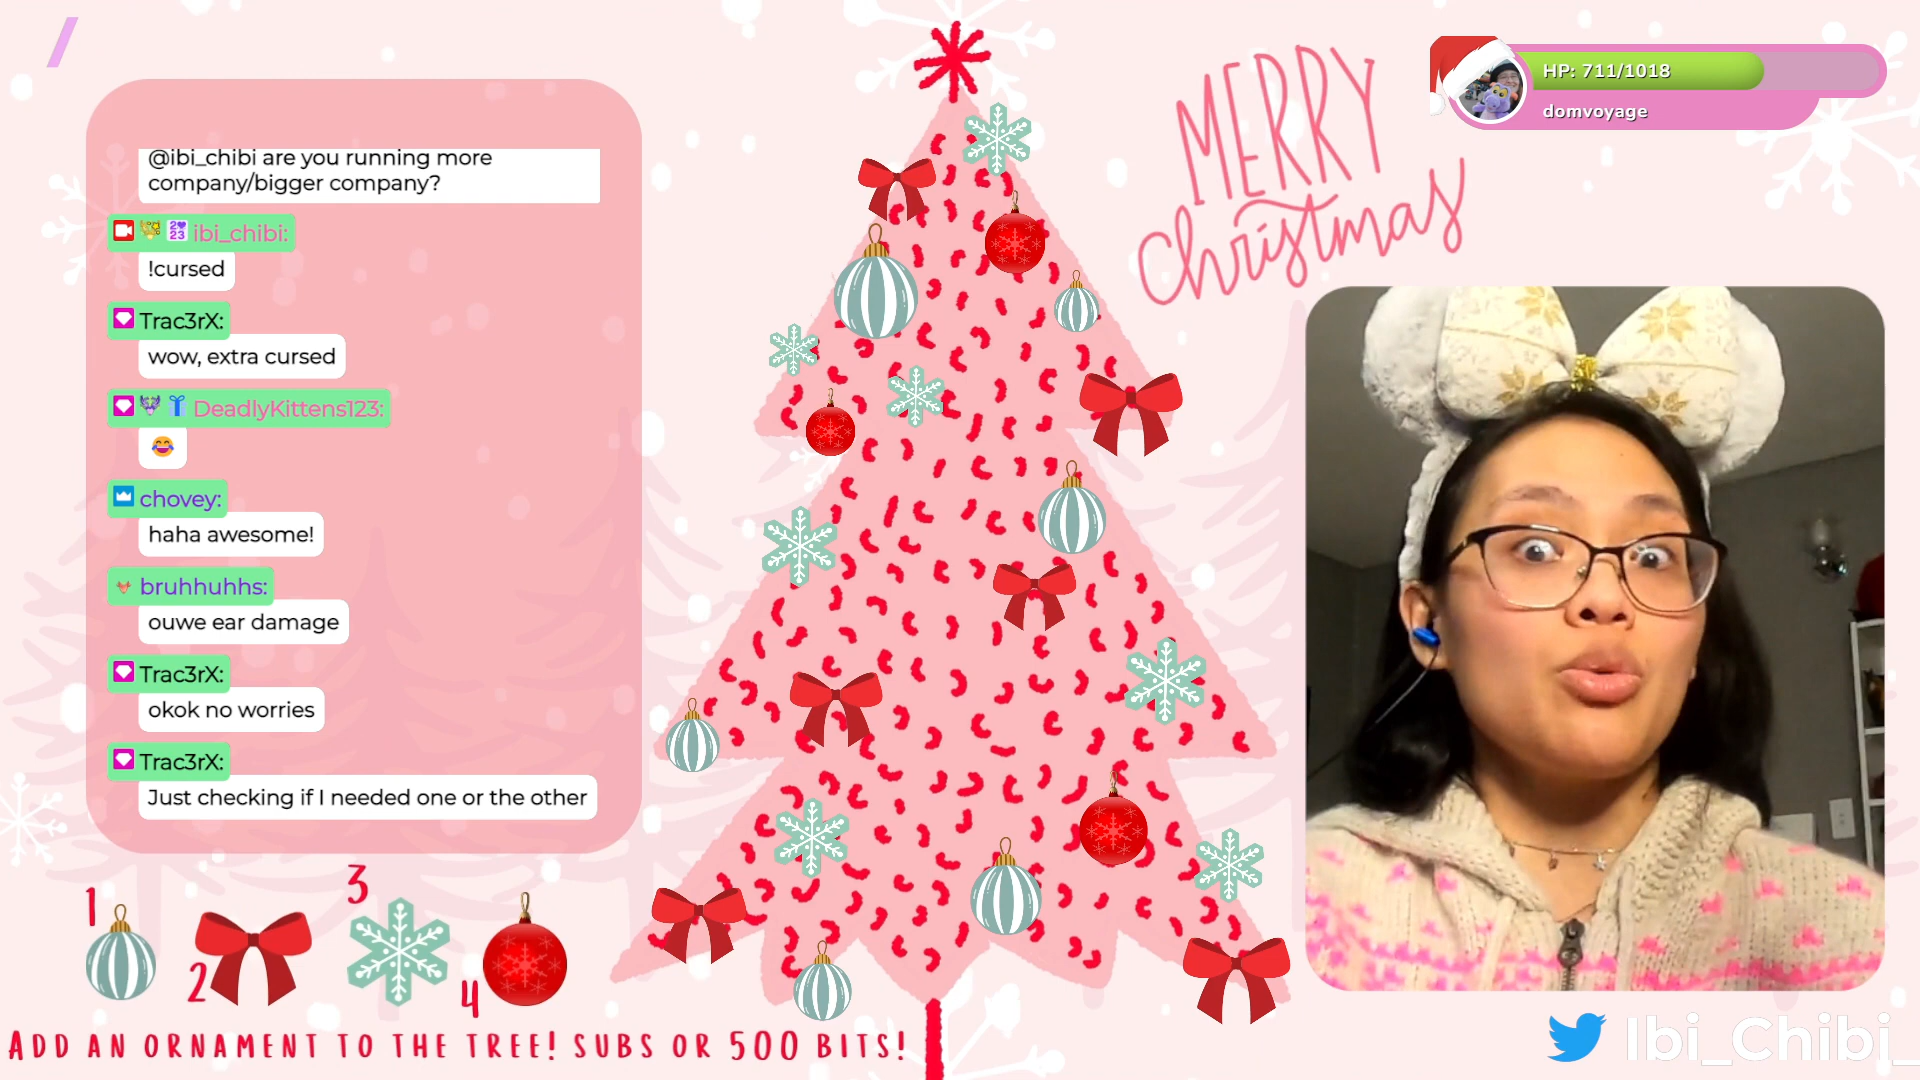 /
@ibi_chibi are you running more
company/bigger company?
ibi_chibi:
!cursed
Trac3rX:
wow, extra cursed
DeadlyKittens123:
chovey:
haha awesome!
bruhhuhhs:
ouwe ear damage
Trac3rX:
okok no worries
Trac3rX:
Just checking if I needed one or the other
1
2
3
4
ADD AN ORNAMENT TO THE TREE! SUBS OR 500 BITS!
MERRY
Christmas
HP: 711/1018
domvoyage
Ibi_Chibi_